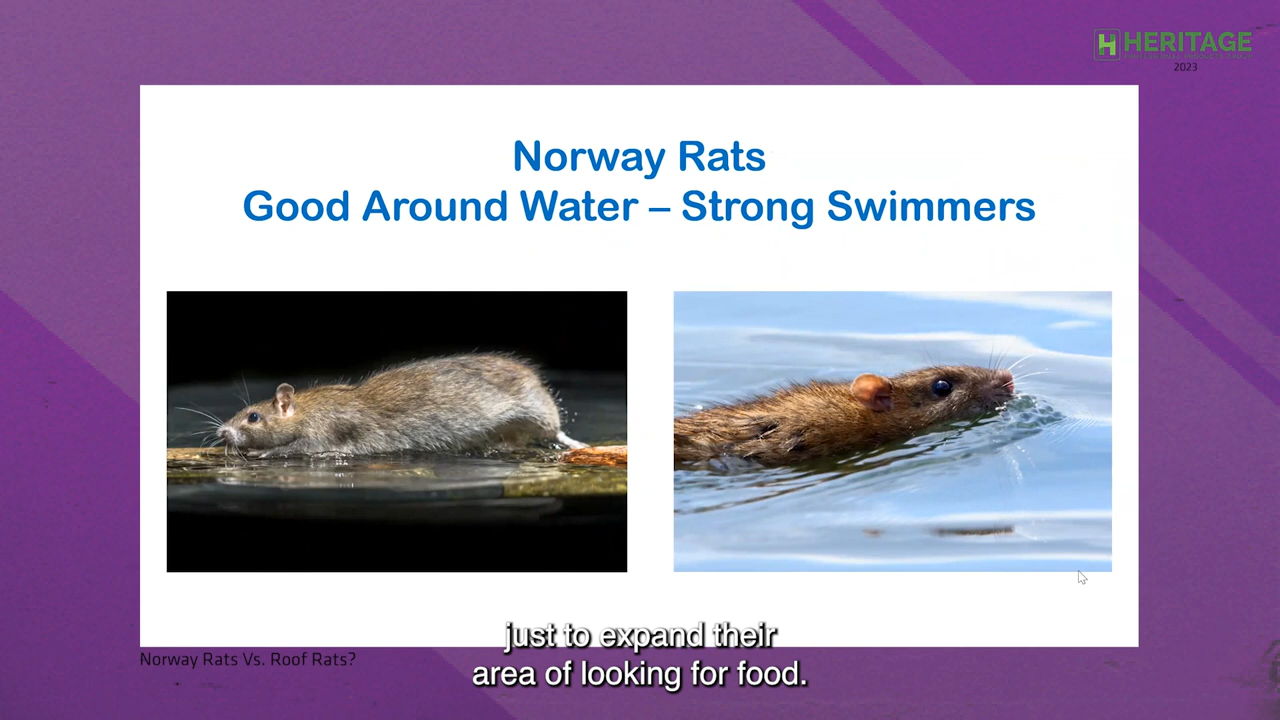 HERITAGE
2023
Norway Rats
Good Around Water – Strong Swimmers
just to expand their
area of looking for food.
Norway Rats Vs. Roof Rats?